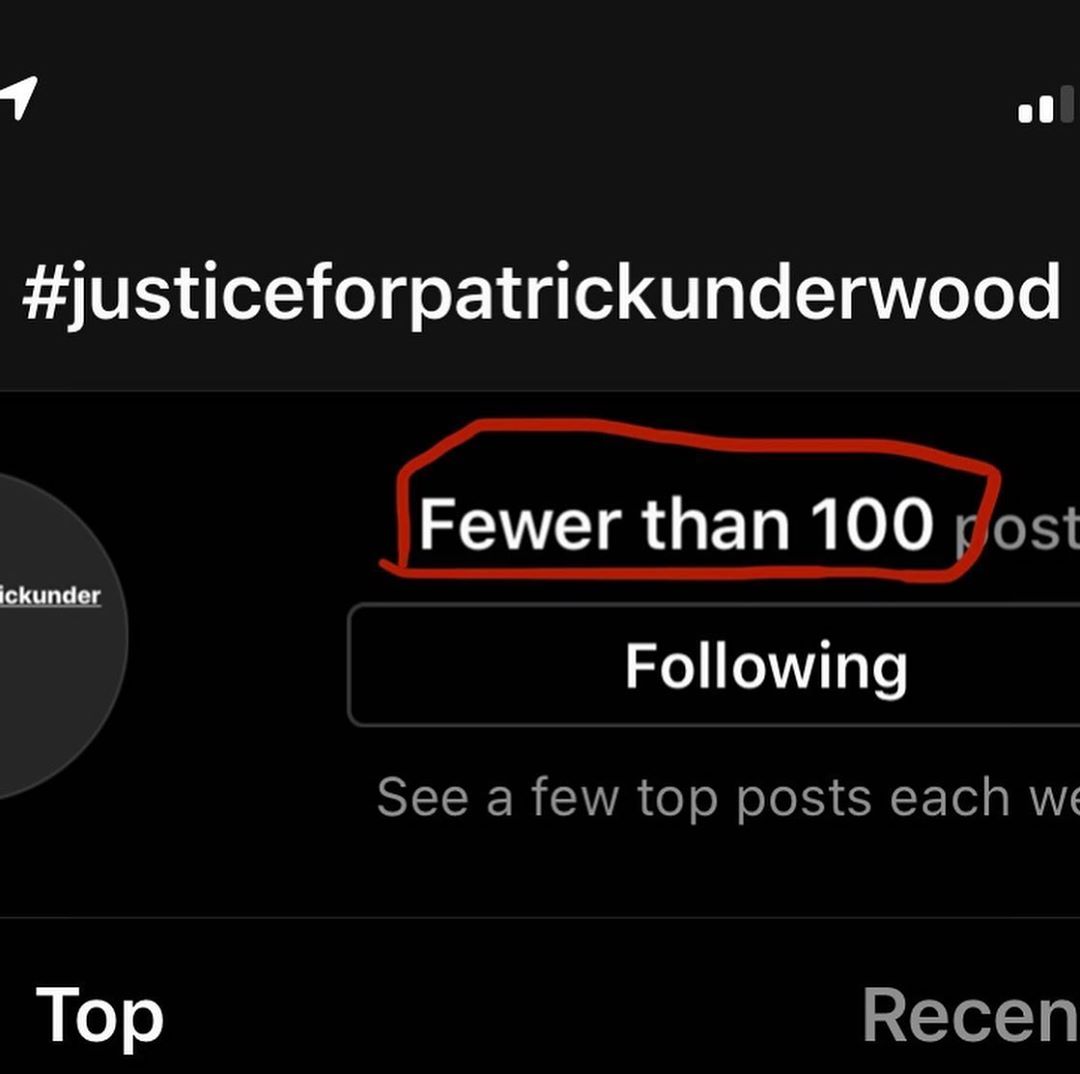 #justiceforpatrickunderwood
Fewer than 100 post
ickunder
Following
See a few top posts each we
Top
Recen